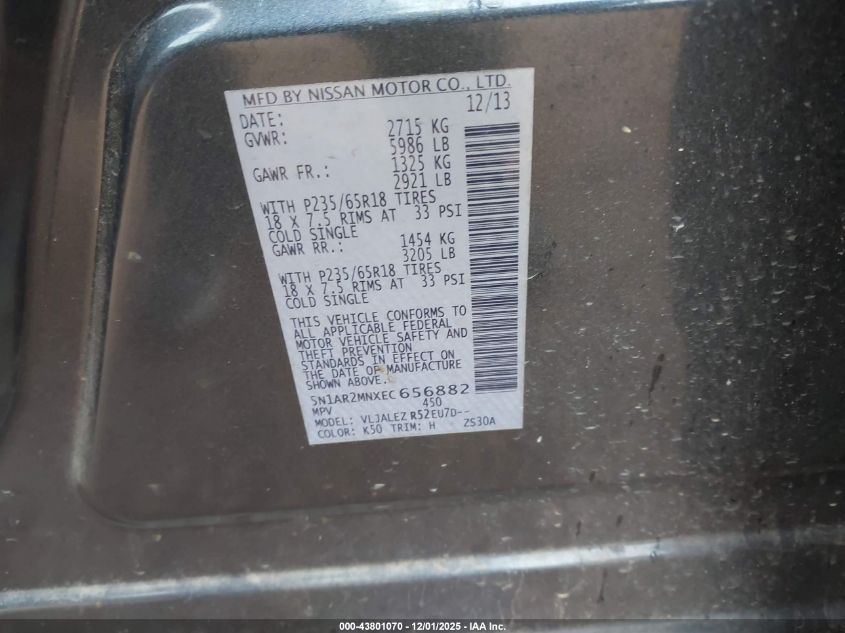 MFD BY NISSAN MOTOR CO., LTD.
DATE: 12/13
GVWR: 2715 KG
5986 LB
GAWR FR.: 1325 KG
2921 LB
WITH P235/65R18 TIRES
18 X 7.5 RIMS AT 33 PSI
COLD SINGLE
GAWR RR.: 1454 KG
3205 LB
WITH P235/65R18 TIRES
18 X 7.5 RIMS AT 33 PSI
COLD SINGLE
THIS VEHICLE CONFORMS TO
ALL APPLICABLE FEDERAL
MOTOR VEHICLE SAFETY AND
THEFT PREVENTION
STANDARDS IN EFFECT ON
THE DATE OF MANUFACTURE
SHOWN ABOVE.
5N1AR2MNXEC656882
MPV 450
MODEL: VLJALEZ R52EU7D--
COLOR: K50 TRIM: H ZS30A
000-43801070 - 12/01/2025 - IAA Inc.